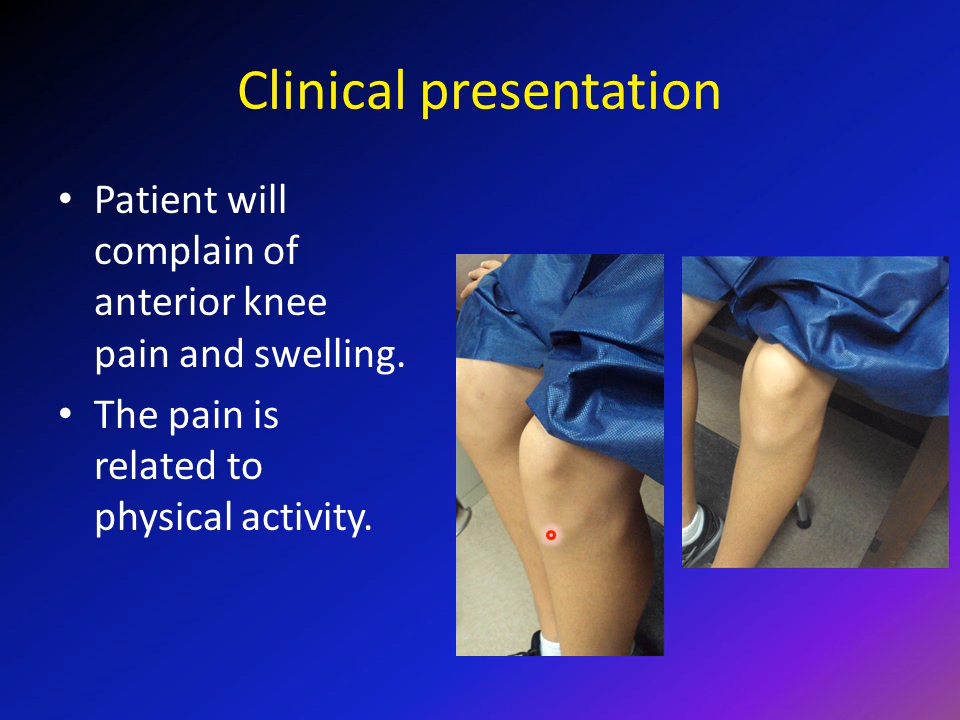 Clinical presentation
• Patient will
complain of
anterior knee
pain and swelling.
• The pain is
related to
physical activity.